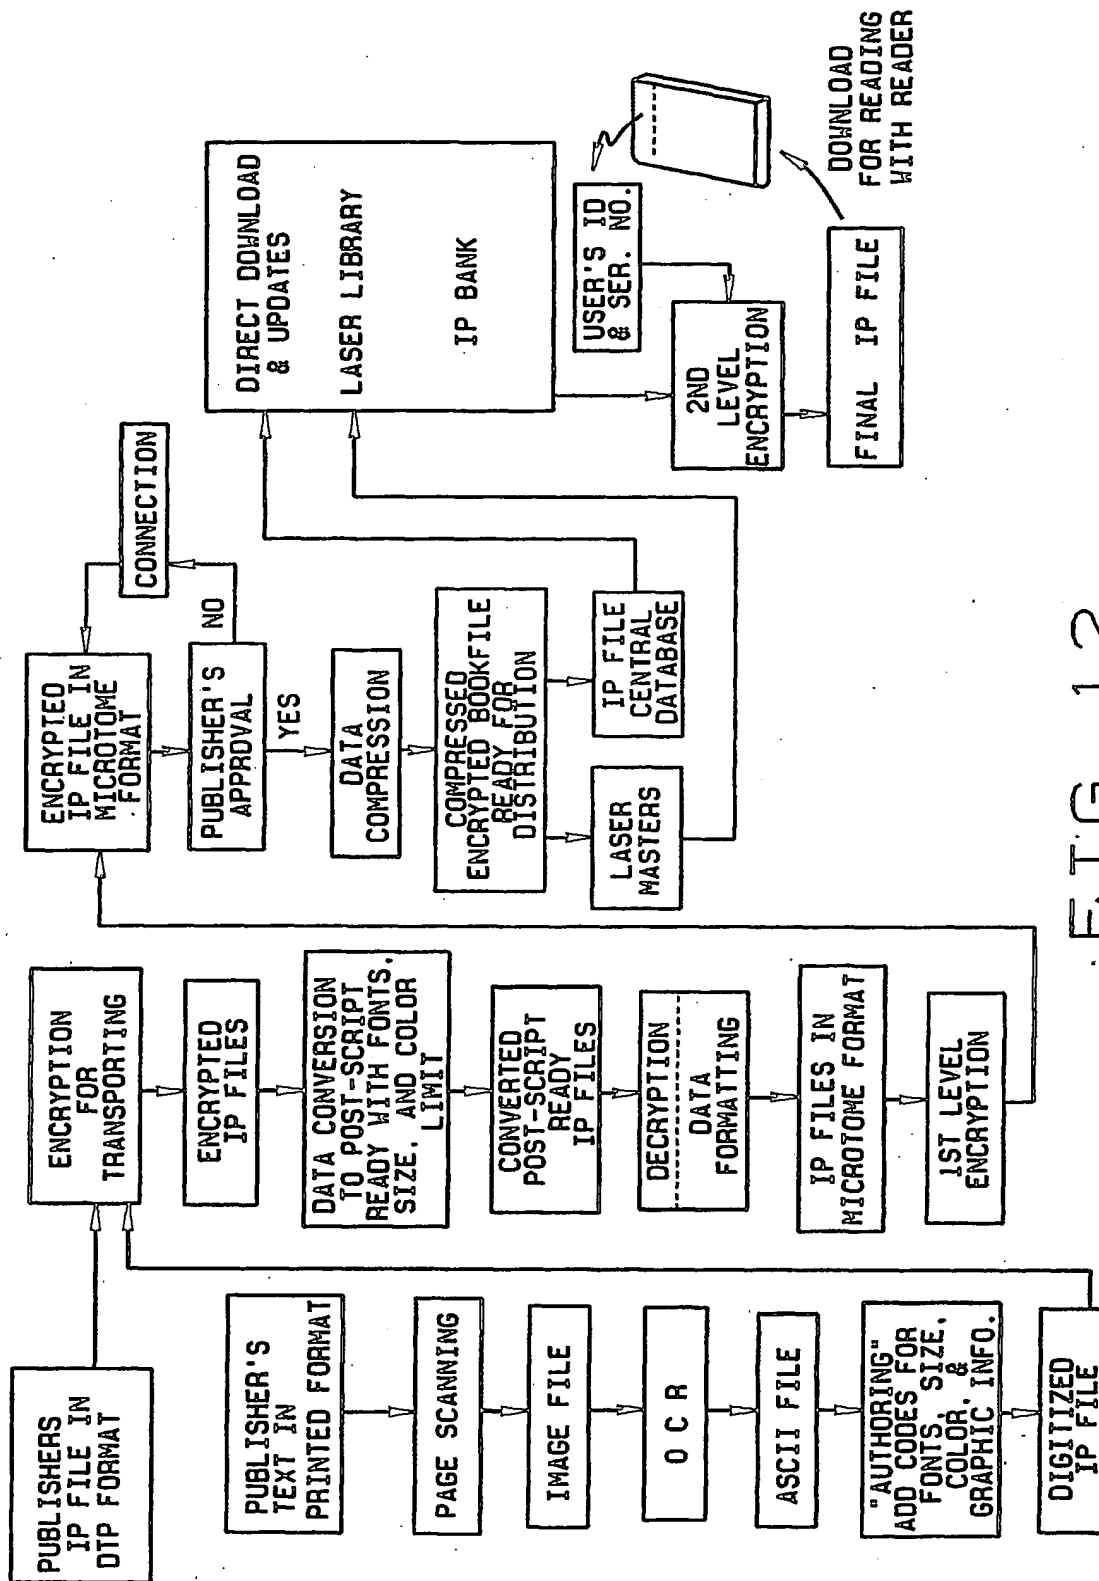 PUBLISHERS
IP FILE IN
DTP FORMAT
PUBLISHER'S
TEXT IN
PRINTED FORMAT
PAGE SCANNING
IMAGE FILE
O C R
ASCII FILE
"AUTHORING"
ADD CODES FOR
FONTS, SIZE,
COLOR, &
GRAPHIC INFO.
DIGITIZED
IP FILE
ENCRYPTION
FOR
TRANSPORTING
ENCRYPTED
IP FILES
DATA CONVERSION
TO POST-SCRIPT
READY WITH FONTS,
SIZE, AND COLOR
LIMIT
CONVERTED
POST-SCRIPT
READY
IP FILES
DECRYPTION
DATA
FORMATTING
IP FILES IN
MICROTOME FORMAT
1ST LEVEL
ENCRYPTION
ENCRYPTED
IP FILE IN
MICROTOME
FORMAT
CONNECTION
PUBLISHER'S
APPROVAL
NO
YES
DATA
COMPRESSION
COMPRESSED
ENCRYPTED BOOKFILE
READY FOR
DISTRIBUTION
LASER
MASTERS
IP FILE
CENTRAL
DATABASE
DIRECT DOWNLOAD
& UPDATES
LASER LIBRARY
IP BANK
USER'S ID
& SER. NO.
2ND
LEVEL
ENCRYPTION
FINAL IP FILE
DOWNLOAD
FOR READING
WITH READER
FIG 12